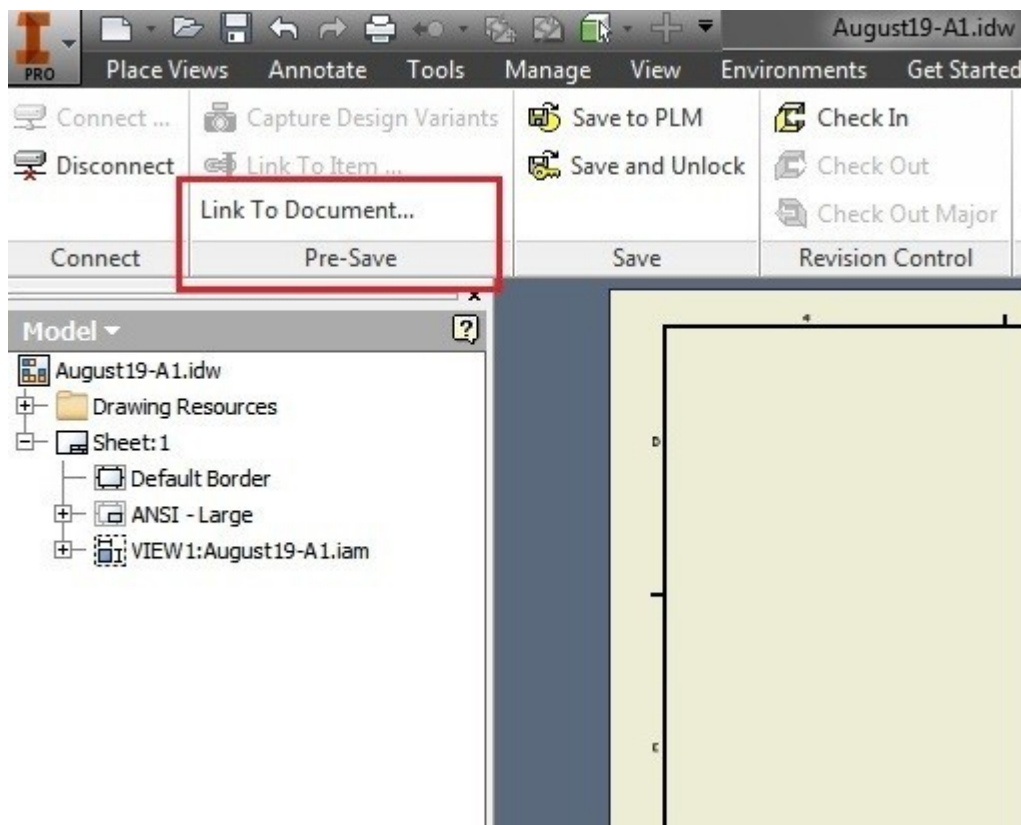 August19-A1.idw
PRO Place Views Annotate Tools Manage View Environments Get Started
Connect ... Capture Design Variants Save to PLM Check In
Disconnect Link To Item ... Save and Unlock Check Out
Link To Document... Check Out Major
Connect Pre-Save Save Revision Control
Model
August19-A1.idw
Drawing Resources
Sheet:1
Default Border
ANSI - Large
VIEW1:August19-A1.iam
D